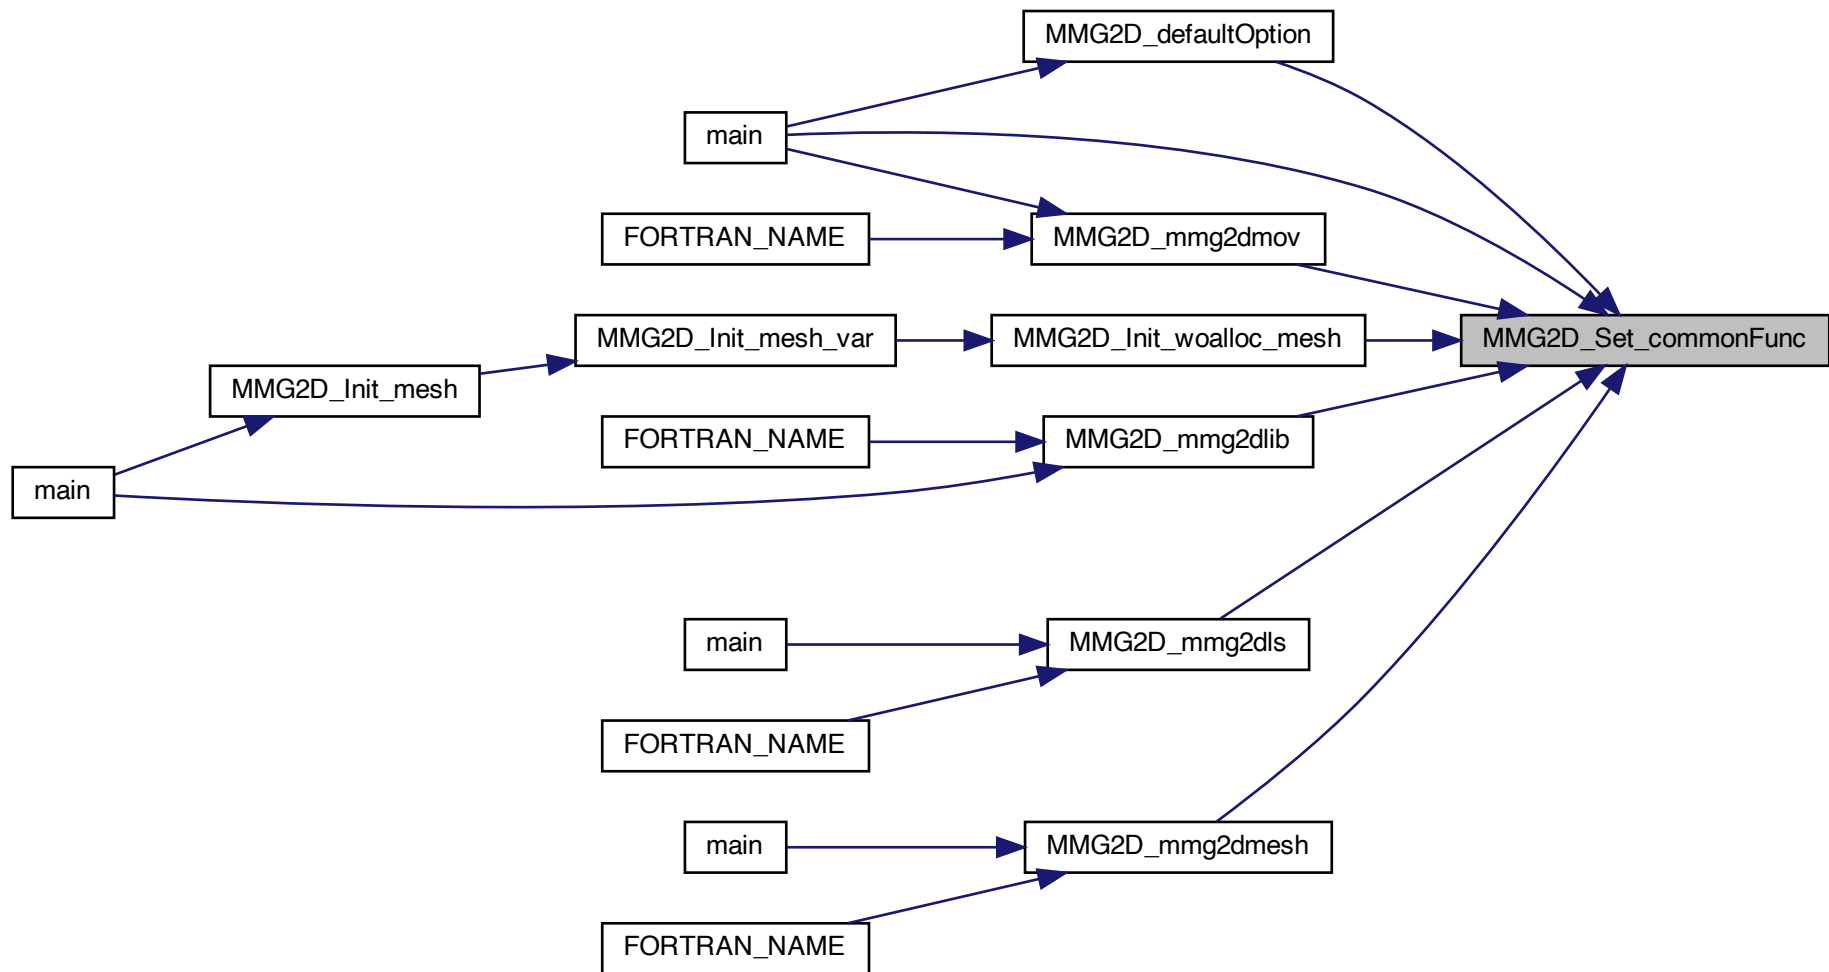 MMG2D_defaultOption
main
FORTRAN_NAME
MMG2D_mmg2dmov
MMG2D_Init_mesh_var
MMG2D_Init_woalloc_mesh
MMG2D_Set_commonFunc
MMG2D_Init_mesh
FORTRAN_NAME
MMG2D_mmg2dlib
main
main
MMG2D_mmg2dls
FORTRAN_NAME
main
MMG2D_mmg2dmesh
FORTRAN_NAME